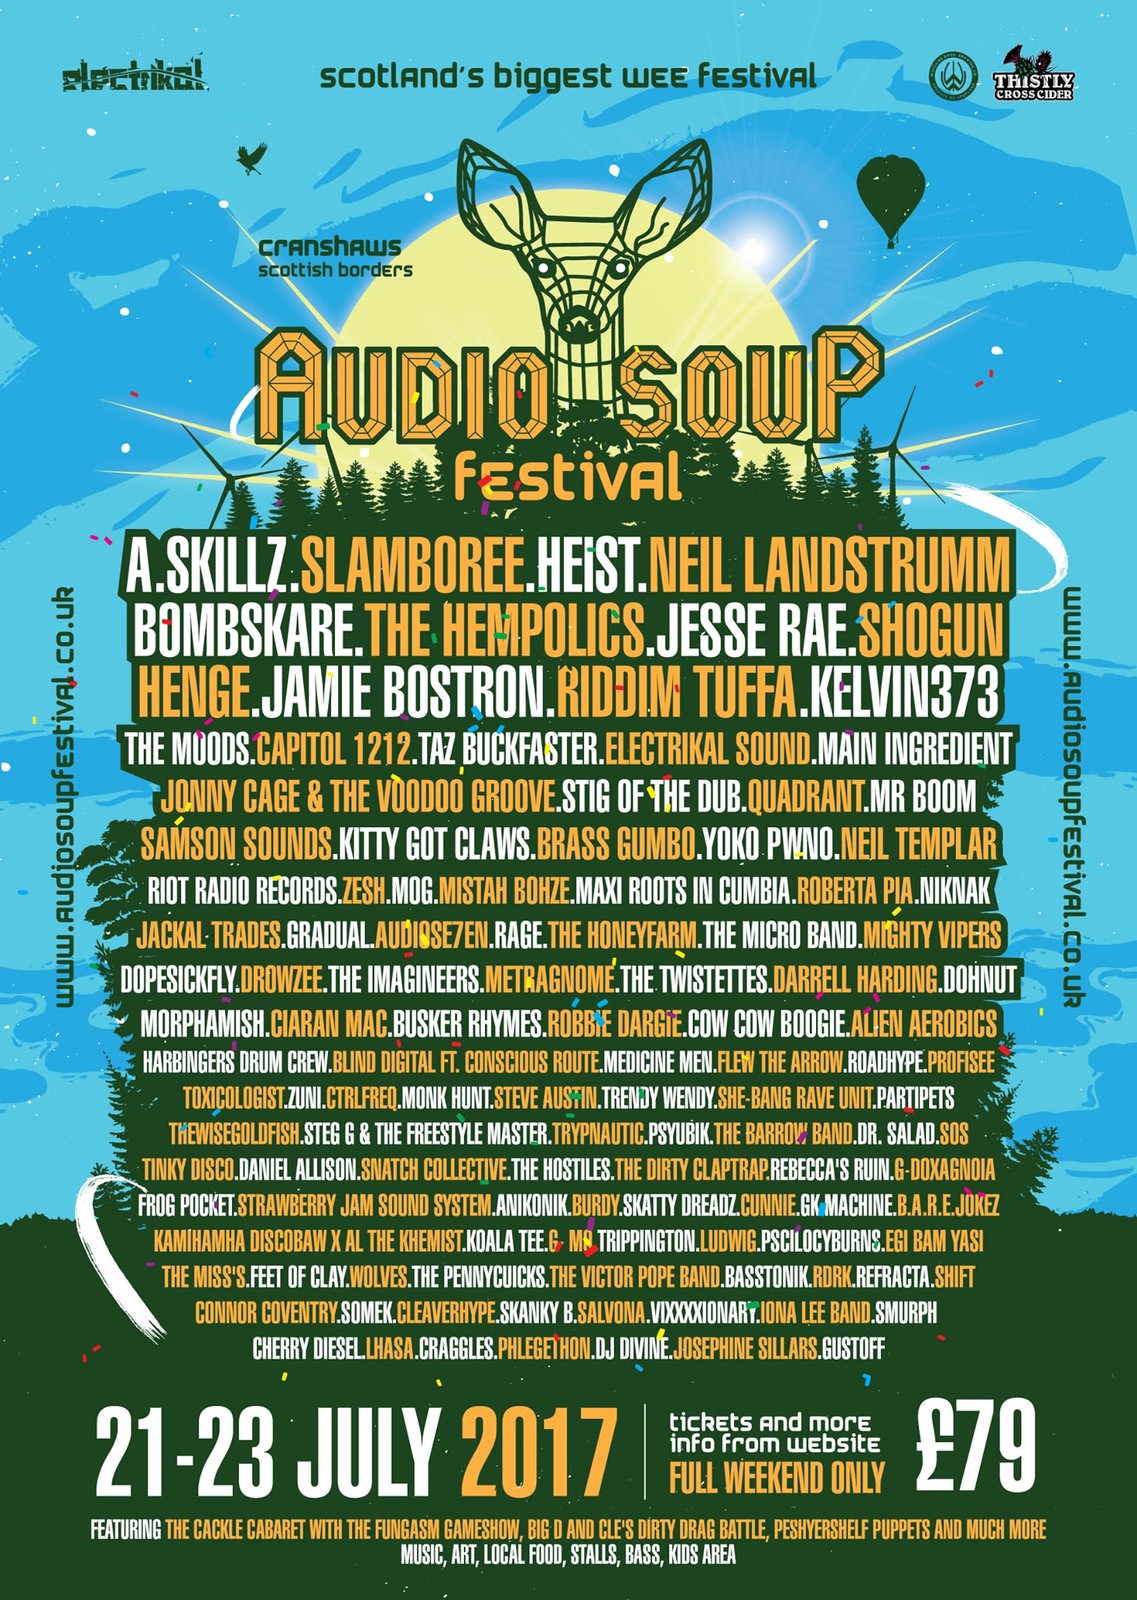 electrikal
scotland's biggest wee festival
THISTLY
CROSS CIDER
cranshaws
scottish borders
AUDIO SOUP
festival
www.audiosoupfestival.co.uk
www.audiosoupfestival.co.uk
A.SKILLZ.SLAMBOREE.HEIST.NEIL LANDSTRUMM
BOMBSKARE.THE HEMPOLICS.JESSE RAE.SHOGUN
HENGE.JAMIE BOSTRON.RIDDIM TUFFA.KELVIN373
THE MOODS.CAPITOL 1212.TAZ BUCKFASTER.ELECTRIKAL SOUND.MAIN INGREDIENT
JONNY CAGE & THE VOODOO GROOVE.STIG OF THE DUB.QUADRANT.MR BOOM
SAMSON SOUNDS.KITTY GOT CLAWS.BRASS GUMBO.YOKO PWNO.NEIL TEMPLAR
RIOT RADIO RECORDS.ZESH.MOG.MISTAH BOHZE.MAXI ROOTS IN CUMBIA.ROBERTA PIA.NIKNAK
JACKAL TRADES.GRADUAL.AUDIOSE7EN.RAGE.THE HONEYFARM.THE MICRO BAND.MIGHTY VIPERS
DOPESICKFLY.DROWZEE.THE IMAGINEERS.METRAGNOME.THE TWISTETTES.DARRELL HARDING.DOHNUT
MORPHAMISH.CIARAN MAC.BUSKER RHYMES.ROBBIE DARGIE.COW COW BOOGIE.ALIEN AEROBICS
HARBINGERS DRUM CREW.BLIND DIGITAL FT. CONSCIOUS ROUTE.MEDICINE MEN.FLEW THE ARROW.ROADHYPE.PROFISEE
TOXICOLOGIST.ZUNI.CTRLFREQ.MONK HUNT.STEVE AUSTIN.TRENDY WENDY.SHE-BANG RAVE UNIT.PARTIPETS
THEWISEGOLDFISH.STEG G & THE FREESTYLE MASTER.TRYPNAUTIC.PSYUBIK.THE BARROW BAND.DR. SALAD.SOS
TINKY DISCO.DANIEL ALLISON.SNATCH COLLECTIVE.THE HOSTILES.THE DIRTY CLAPTRAP.REBECCA'S RUIN.G-DOXAGNOIA
FROG POCKET.STRAWBERRY JAM SOUND SYSTEM.ANIKONIK.BURDY.SKATTY DREADZ.CUNNIE.GK MACHINE.B.A.R.E.JOKEZ
KAMIHAMHA DISCOBAW X AL THE KHEMIST.KOALA TEE.G. TRIPPINGTON.LUDWIG.PSCILOCYBURNS.EGI BAM YASI
THE MISS'S.FEET OF CLAY.WOLVES.THE PENNYCUICKS.THE VICTOR POPE BAND.BASSTONIK.RDRK.REFRACTA.SHIFT
CONNOR COVENTRY.SOMEK.CLEAVERHYPE.SKANKY B.SALVONA.VIXXXXIONARY.IONA LEE BAND.SMURPH
CHERRY DIESEL.LHASA.CRAGGLES.PHLEGETHON.DJ DIVINE.JOSEPHINE SILLARS.GUSTOFF
21-23 JULY 2017
tickets and more
info from website
FULL WEEKEND ONLY
£79
FEATURING THE CACKLE CABARET WITH THE FUNGASM GAMESHOW, BIG D AND CLE'S DIRTY DRAG BATTLE, PESHYERSHELF PUPPETS AND MUCH MORE
MUSIC, ART, LOCAL FOOD, STALLS, BASS, KIDS AREA